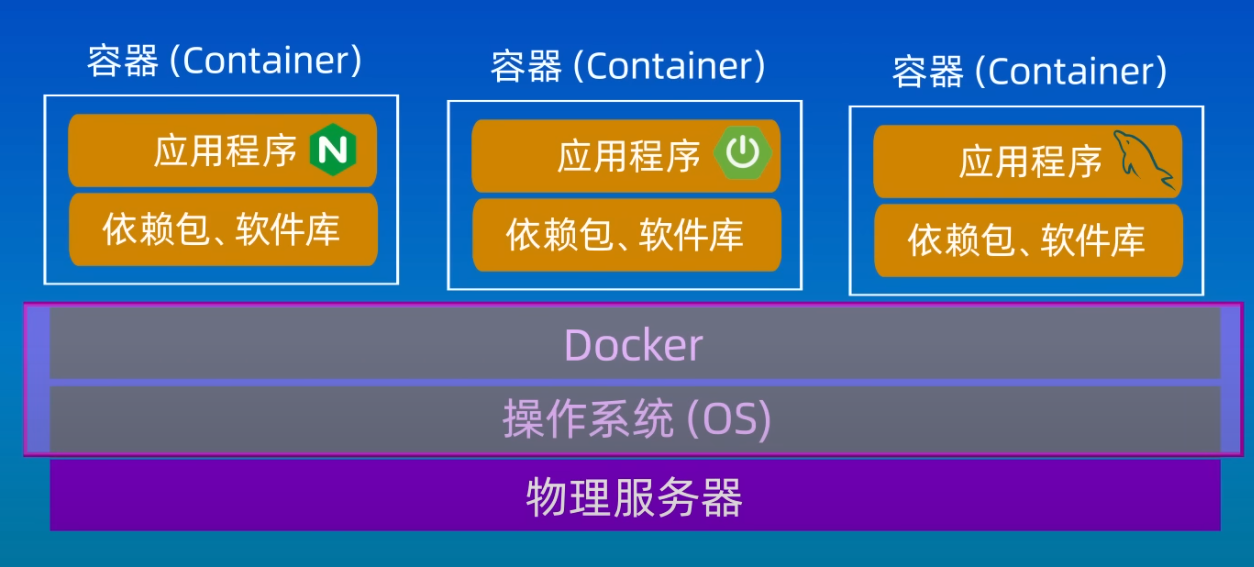 容器 (Container)
应用程序 N
依赖包、软件库
容器 (Container)
应用程序
依赖包、软件库
容器 (Container)
应用程序
依赖包、软件库
Docker
操作系统 (OS)
物理服务器